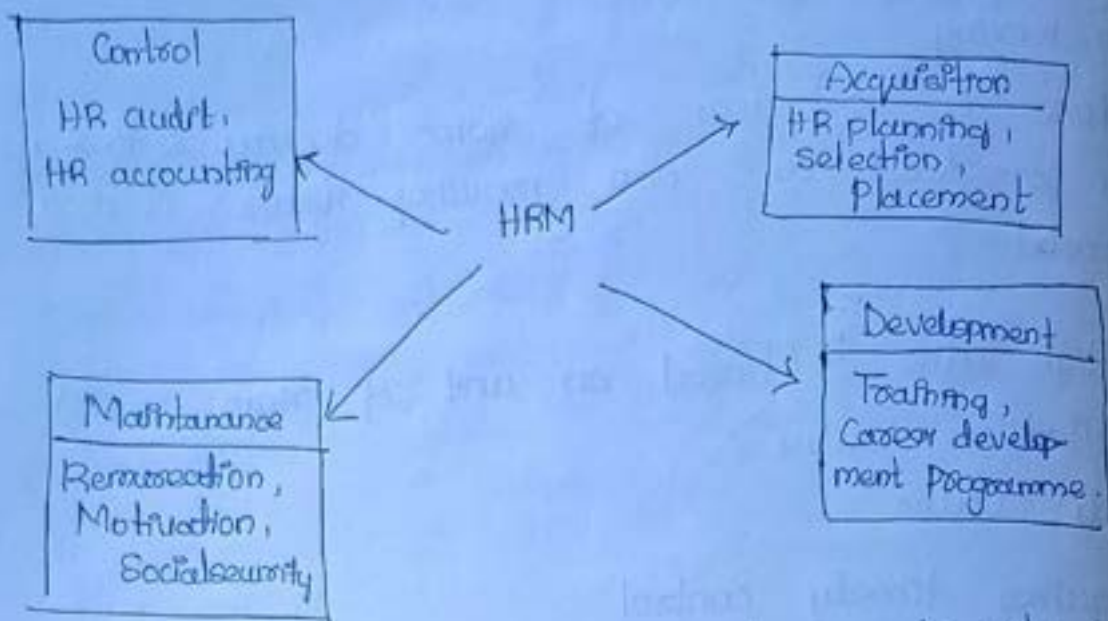 Control
HR audit,
HR accounting
Acquisition
HR planning,
Selection,
Placement
HRM
Maintanance
Remuneration,
Motivation,
Socialsecurity
Development
Training,
Career develop-
ment programme.